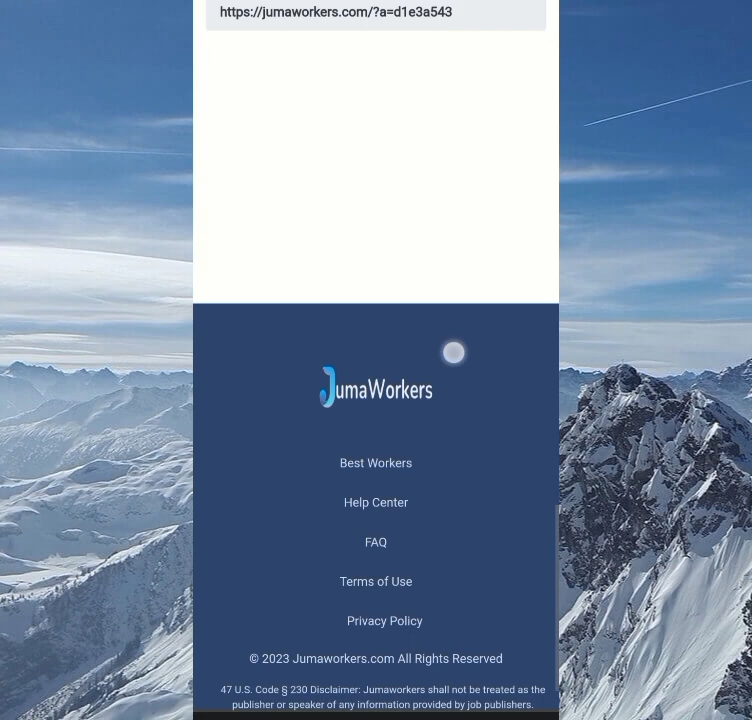 https://jumaworkers.com/?a=d1e3a543
JumaWorkers
Best Workers
Help Center
FAQ
Terms of Use
Privacy Policy
© 2023 Jumaworkers.com All Rights Reserved
47 U.S. Code § 230 Disclaimer: Jumaworkers shall not be treated as the
publisher or speaker of any information provided by job publishers.